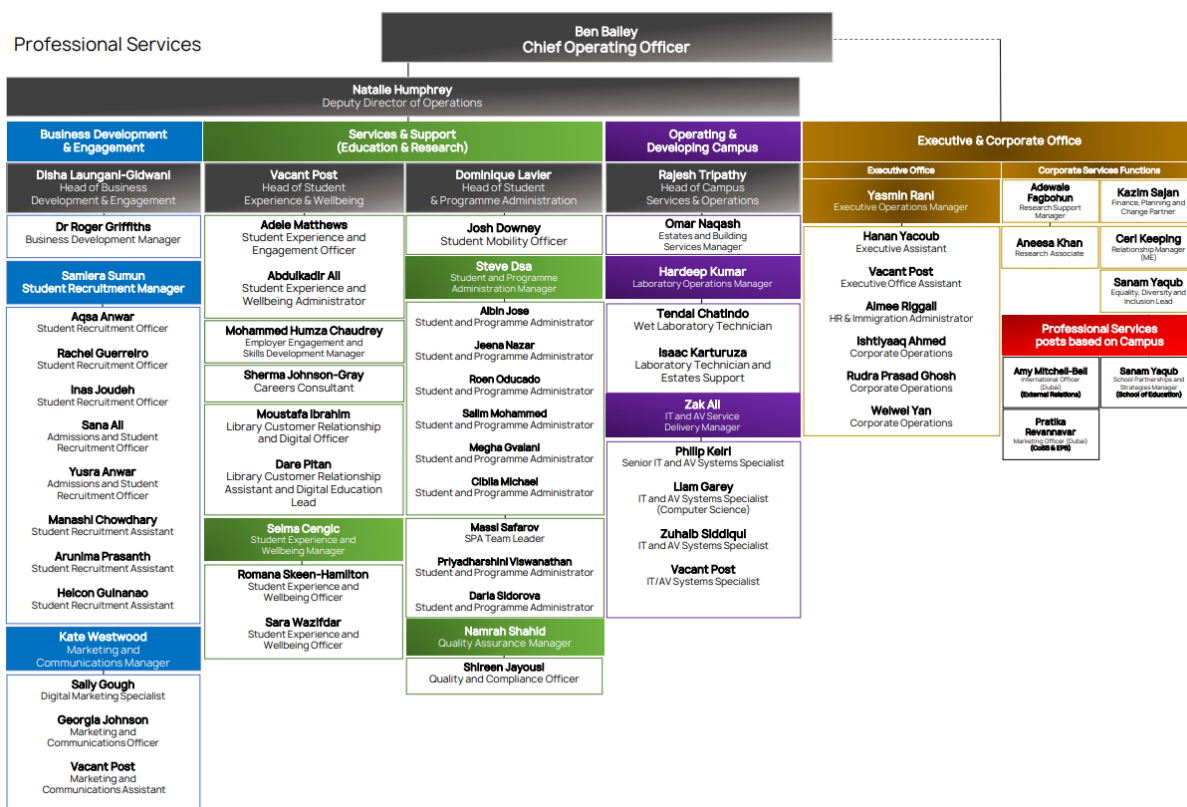 Professional Services
Ben Bailey
Chief Operating Officer
Natalie Humphrey
Deputy Director of Operations
Business Development
& Engagement
Disha Laungani-Gidwani
Head of Business
Development & Engagement
Dr Roger Griffiths
Business Development Manager
Samiera Sumun
Student Recruitment Manager
Aqsa Anwar
Student Recruitment Officer
Rachel Guerreiro
Student Recruitment Officer
Inas Joudeh
Student Recruitment Officer
Sana Ali
Admissions and Student
Recruitment Officer
Yusra Anwar
Admissions and Student
Recruitment Officer
Manashi Chowdhary
Student Recruitment Assistant
Arunima Prasanth
Student Recruitment Assistant
Heicon Guinanao
Student Recruitment Assistant
Kate Westwood
Marketing and
Communications Manager
Sally Gough
Digital Marketing Specialist
Georgia Johnson
Marketing and
Communications Officer
Vacant Post
Marketing and
Communications Assistant
Services & Support
(Education & Research)
Vacant Post
Head of Student
Experience & Wellbeing
Adele Matthews
Student Experience and
Engagement Officer
Abdulkadir Ali
Student Experience and
Wellbeing Administrator
Mohammed Humza Chaudrey
Employer Engagement and
Skills Development Manager
Sherma Johnson-Gray
Careers Consultant
Moustafa Ibrahim
Library Customer Relationship
and Digital Officer
Dare Pitan
Library Customer Relationship
Assistant and Digital Education
Lead
Selma Cengic
Student Experience and
Wellbeing Manager
Romana Skeen-Hamilton
Student Experience and
Wellbeing Officer
Sara Wazifdar
Student Experience and
Wellbeing Officer
Dominique Lavier
Head of Student
& Programme Administration
Josh Downey
Student Mobility Officer
Steve Dsa
Student and Programme
Administration Manager
Albin Jose
Student and Programme Administrator
Jeena Nazar
Student and Programme Administrator
Roen Oducado
Student and Programme Administrator
Salim Mohammed
Student and Programme Administrator
Megha Gvalani
Student and Programme Administrator
Cibila Michael
Student and Programme Administrator
Massi Safarov
SPA Team Leader
Priyadharshini Viswanathan
Student and Programme Administrator
Daria Sidorova
Student and Programme Administrator
Namrah Shahid
Quality Assurance Manager
Shireen Jayousi
Quality and Compliance Officer
Operating &
Developing Campus
Rajesh Tripathy
Head of Campus
Services & Operations
Omar Naqash
Estates and Building
Services Manager
Hardeep Kumar
Laboratory Operations Manager
Tendai Chatindo
Wet Laboratory Technician
Isaac Karturuza
Laboratory Technician and
Estates Support
Zak Ali
IT and AV Service
Delivery Manager
Philip Keiri
Senior IT and AV Systems Specialist
Liam Garey
IT and AV Systems Specialist
(Computer Science)
Zuhaib Siddiqui
IT and AV Systems Specialist
Vacant Post
IT/AV Systems Specialist
Executive & Corporate Office
Executive Office
Yasmin Rani
Executive Operations Manager
Hanan Yacoub
Executive Assistant
Vacant Post
Executive Office Assistant
Aimee Riggall
HR & Immigration Administrator
Ishtiyaaq Ahmed
Corporate Operations
Rudra Prasad Ghosh
Corporate Operations
Weiwei Yan
Corporate Operations
Corporate Services Functions
Adewale
Fagbohun
Research Support
Manager
Kazim Sajan
Finance, Planning and
Change Partner
Aneesa Khan
Research Associate
Ceri Keeping
Relationship Manager
(ME)
Sanam Yaqub
Equality, Diversity and
Inclusion Lead
Professional Services
posts based on Campus
Amy Mitchell-Bell
International Officer
(Dubai)
(External Relations)
Sanam Yaqub
School Partnerships and
Strategies Manager
(School of Education)
Pratika
Revannavar
Marketing Officer (Dubai)
(CoSS & EPS)